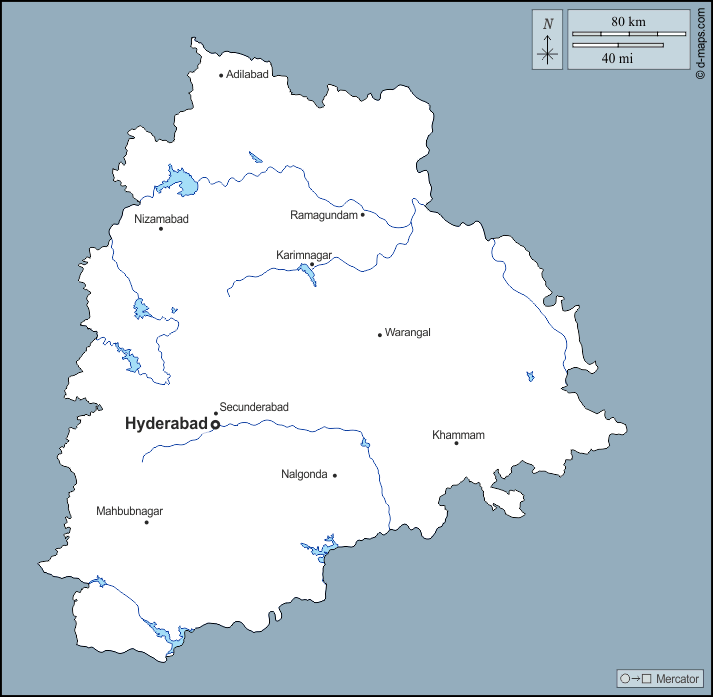 N
80 km
40 mi
© d-maps.com
Adilabad
Nizamabad
Ramagundam
Karimnagar
Warangal
Secunderabad
Hyderabad
Khammam
Nalgonda
Mahbubnagar
Mercator